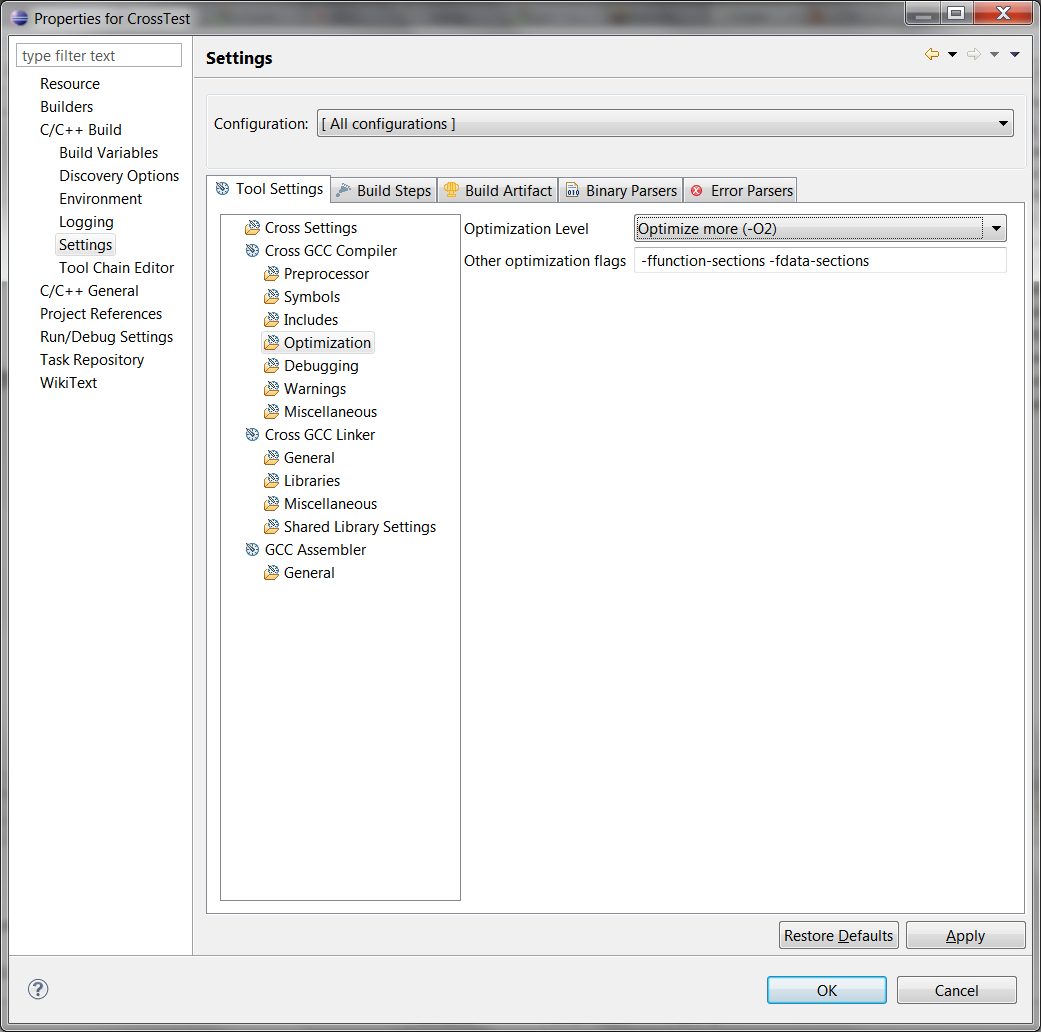 Properties for CrossTest
type filter text
Resource
Builders
C/C++ Build
Build Variables
Discovery Options
Environment
Logging
Settings
Tool Chain Editor
C/C++ General
Project References
Run/Debug Settings
Task Repository
WikiText
Settings
Configuration: [ All configurations ]
Tool Settings Build Steps Build Artifact Binary Parsers Error Parsers
Cross Settings
Cross GCC Compiler
Preprocessor
Symbols
Includes
Optimization
Debugging
Warnings
Miscellaneous
Cross GCC Linker
General
Libraries
Miscellaneous
Shared Library Settings
GCC Assembler
General
Optimization Level Optimize more (-O2)
Other optimization flags -ffunction-sections -fdata-sections
Restore Defaults Apply
OK Cancel